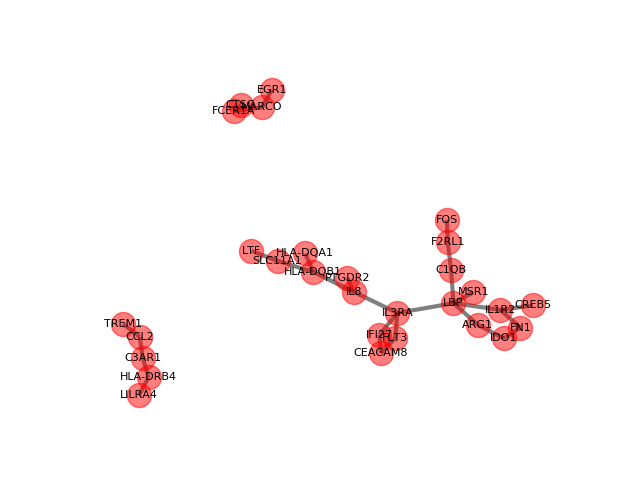 EGR1
CTSG
MARCO
FCER1A
FOS
F2RL1
LTF
HLA-DQA1
SLC11A1
C1QB
HLA-DQB1
PTGDR2
IL8
MSR1
LBP
CREB5
IL1R2
IL3RA
TREM1
ARG1
FN1
CCL2
IFI27
FLT3
IDO1
CEACAM8
C3AR1
HLA-DRB4
LILRA4